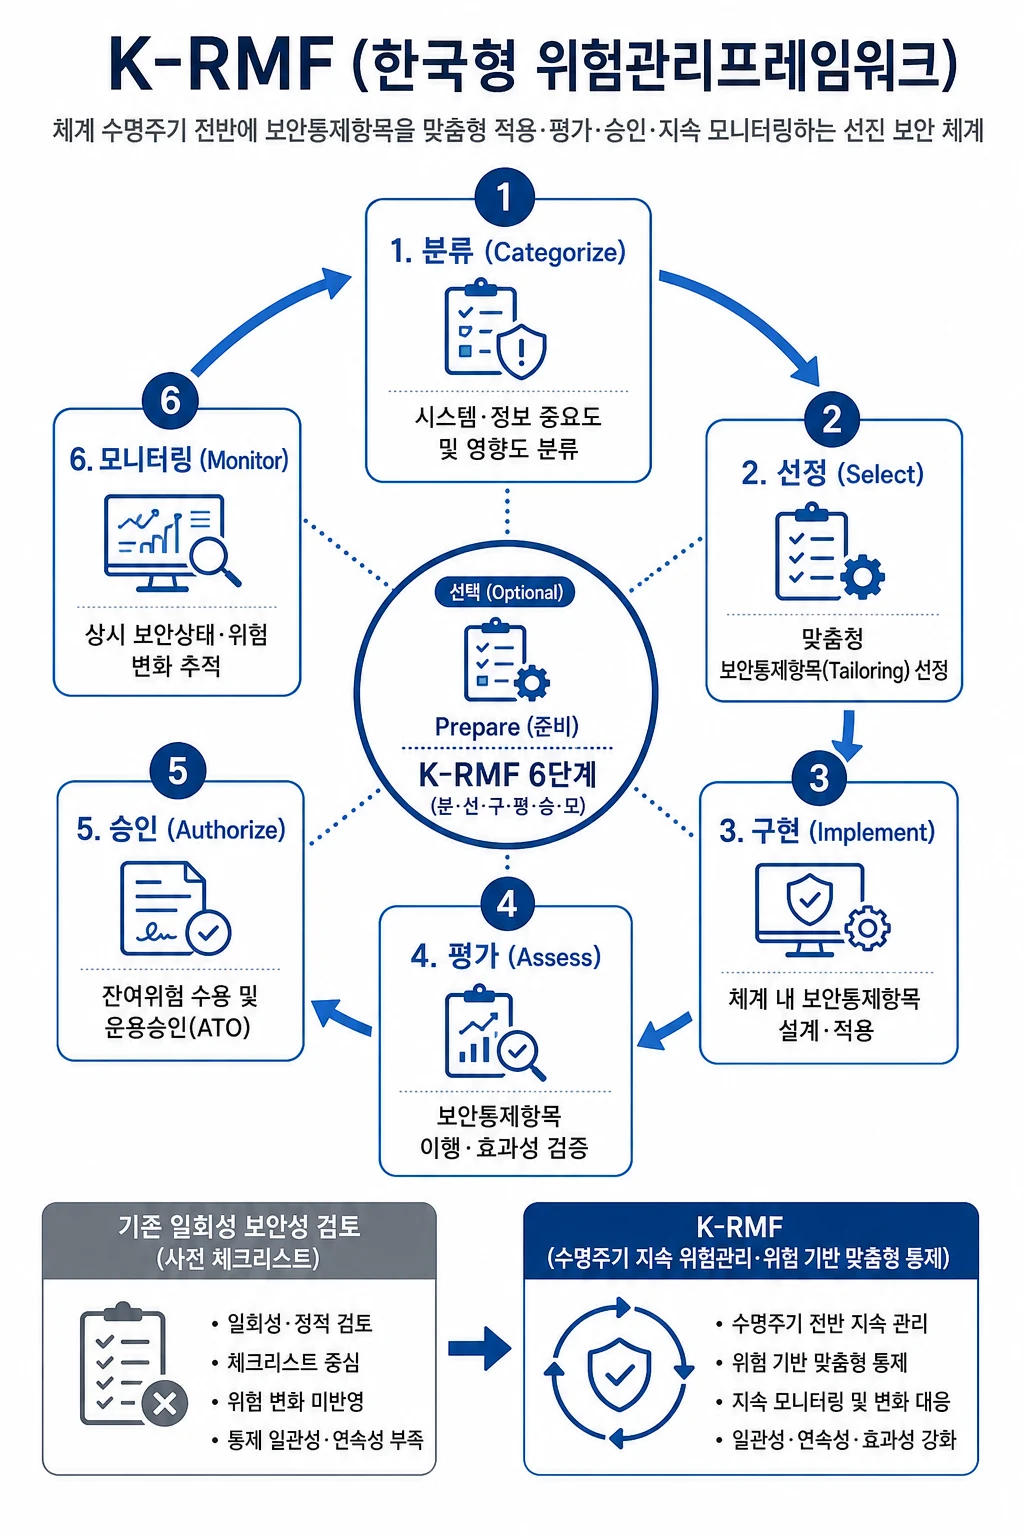 K-RMF (한국형 위험관리프레임워크)
체계 수명주기 전반에 보안통제항목을 맞춤형 적용·평가·승인·지속 모니터링하는 선진 보안 체계
1
1. 분류 (Categorize)
시스템·정보 중요도
및 영향도 분류
2
2. 선정 (Select)
맞춤청
보안통제항목(Tailoring) 선정
3
3. 구현 (Implement)
체계 내 보안통제항목
설계·적용
4
4. 평가 (Assess)
보안통제항목
이행·효과성 검증
5
5. 승인 (Authorize)
잔여위험 수용 및
운용승인(ATO)
6
6. 모니터링 (Monitor)
상시 보안상태·위험
변화 추적
선택 (Optional)
Prepare (준비)
K-RMF 6단계
(분·선·구·평·승·모)
기존 일회성 보안성 검토
(사전 체크리스트)
• 일회성·정적 검토
• 체크리스트 중심
• 위험 변화 미반영
• 통제 일관성·연속성 부족
K-RMF
(수명주기 지속 위험관리·위험 기반 맞춤형 통제)
• 수명주기 전반 지속 관리
• 위험 기반 맞춤형 통제
• 지속 모니터링 및 변화 대응
• 일관성·연속성·효과성 강화